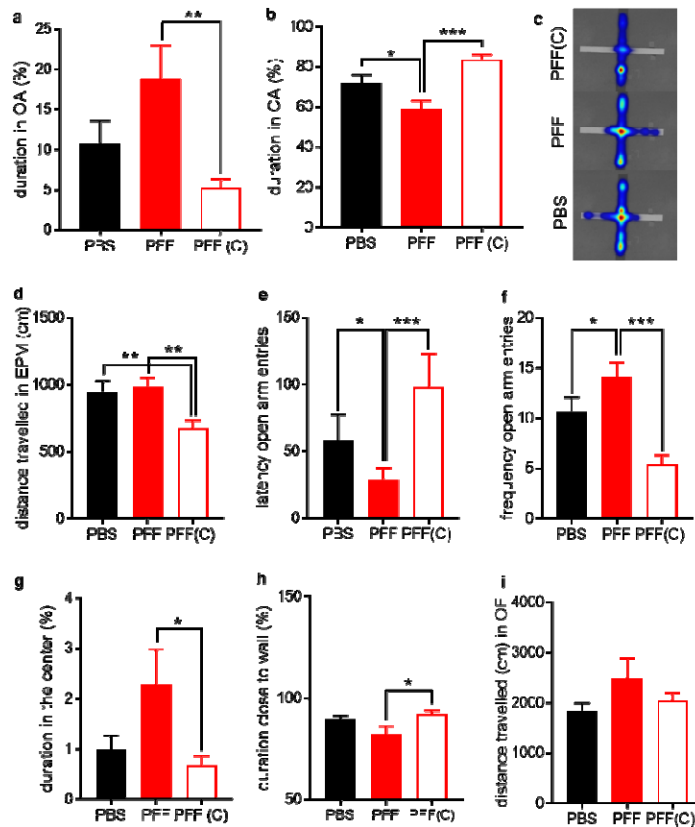 a
**
duration in OA (%)
25
20
15
10
5
0
PBS PFF PFF (C)
b
***
*
duration in CA (%)
100
80
60
40
20
0
PBS PFF PFF (C)
c
PFF(C)
PFF
PBS
d
distance travelled in EPM (cm)
1500
1000
500
0
** **
PBS PFF PFF(C)
e
latency open arm entries
150
100
50
0
* ***
PBS PFF PFF(C)
f
frequency open arm entries
20
15
10
5
0
* ***
PBS PFF PFF(C)
g
duration in the center (%)
4
3
2
1
0
*
PBS PFF PFF (C)
h
duration close to wall (%)
150
100
50
*
PBS PFF PFF(C)
i
distance travelled (cm) in OF
4000
3000
2000
1000
0
PBS PFF PFF(C)